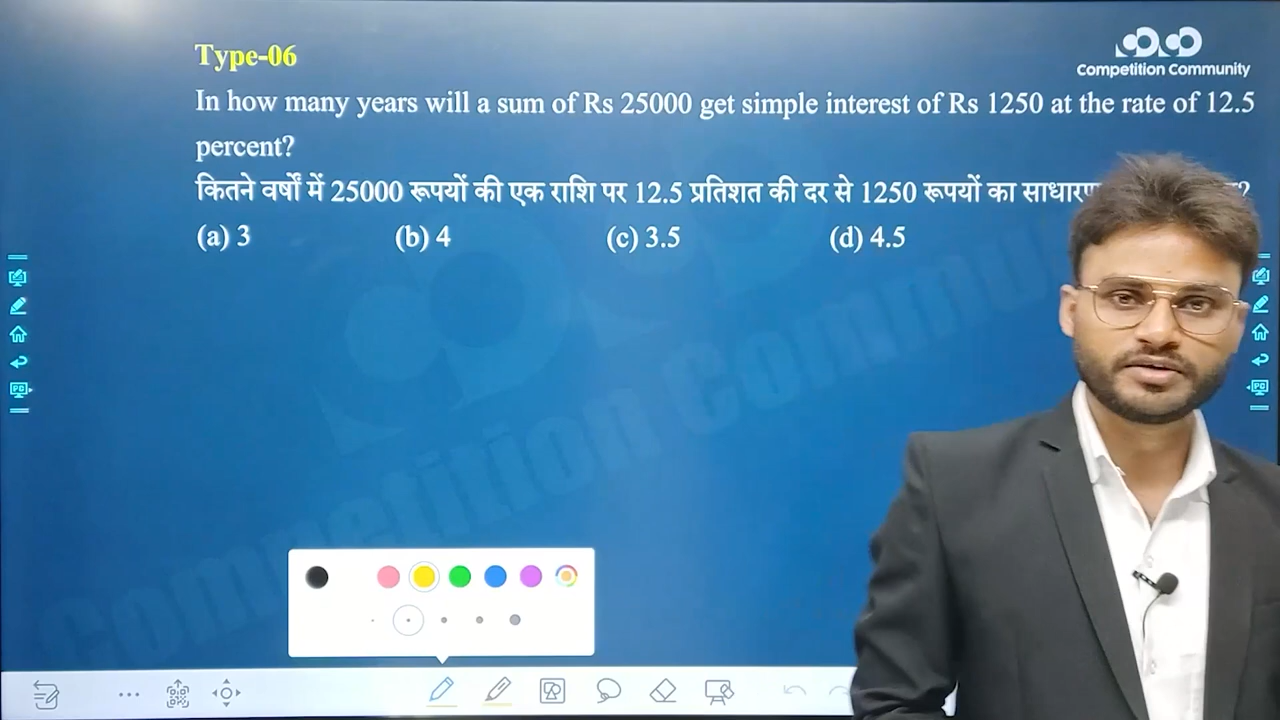 Type-06
Competition Community
In how many years will a sum of Rs 25000 get simple interest of Rs 1250 at the rate of 12.5
percent?
कितने वर्षों में 25000 रूपयों की एक राशि पर 12.5 प्रतिशत की दर से 1250 रूपयों का
(a) 3 (b) 4 (c) 3.5 (d) 4.5
Competition Community